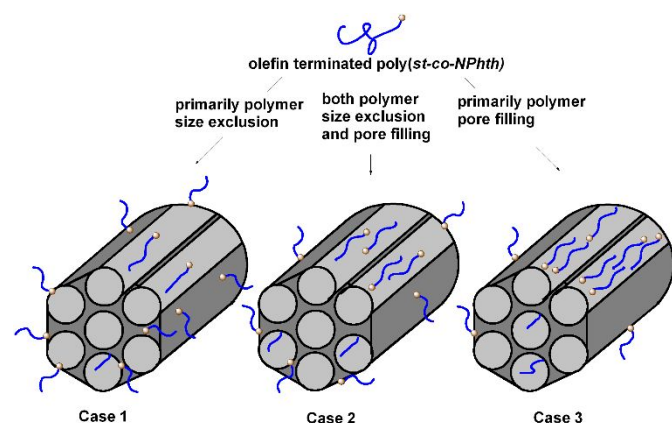 olefin terminated poly(st-co-NPhth)
primarily polymer
size exclusion
both polymer
size exclusion
and pore filling
primarily polymer
pore filling
Case 1
Case 2
Case 3